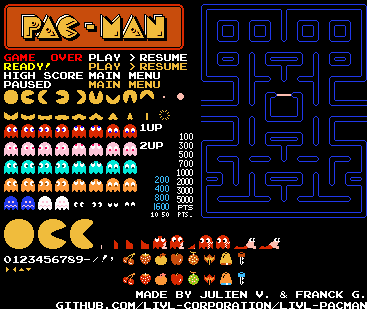 PAC-MAN
GAME OVER PLAY > RESUME
READY! PLAY > RESUME
HIGH SCORE MAIN MENU
PAUSED MAIN MENU
1UP
2UP
100
300
500
700
1000
2000
3000
5000
200
400
800
1600
PTS
10 50 PTS.
0123456789-/!'
MADE BY JULIEN V. & FRANCK G.
GITHUB.COM/LIVL-CORPORATION/LIVL-PACMAN